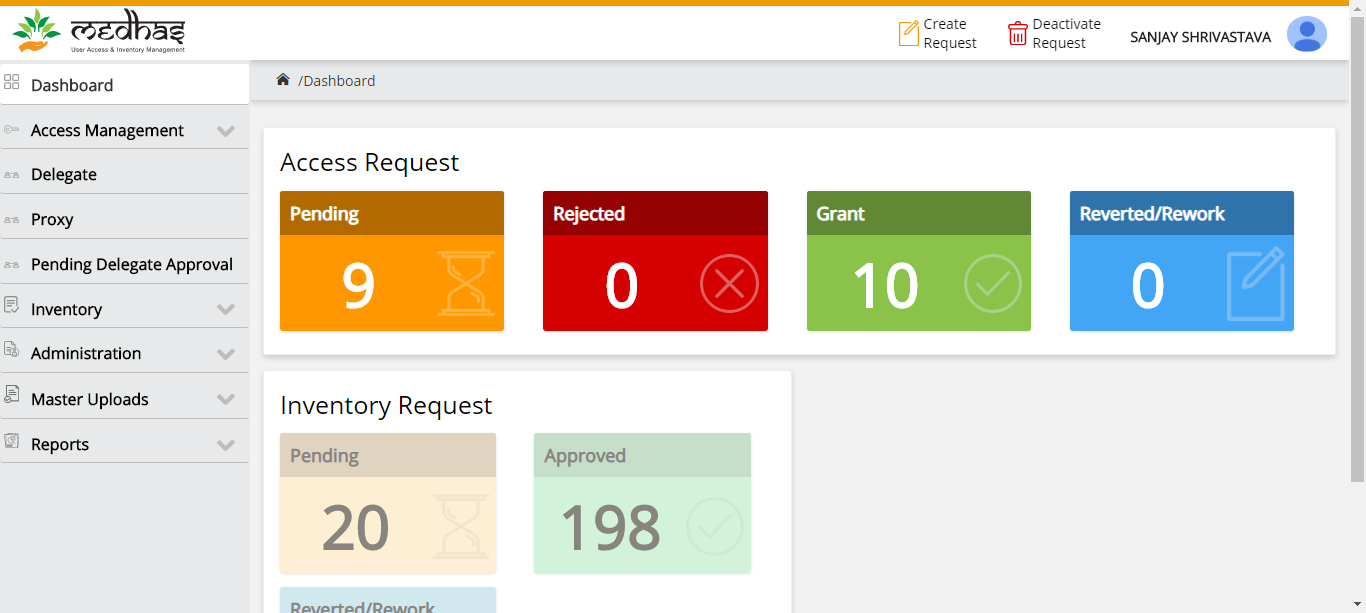 medhas
User Access & Inventory Management
Create
Request
Deactivate
Request
SANJAY SHRIVASTAVA
Dashboard
Access Management
Delegate
Proxy
Pending Delegate Approval
Inventory
Administration
Master Uploads
Reports
/Dashboard
Access Request
Pending
9
Rejected
0
Grant
10
Reverted/Rework
0
Inventory Request
Pending
20
Approved
198
Reverted/Rework